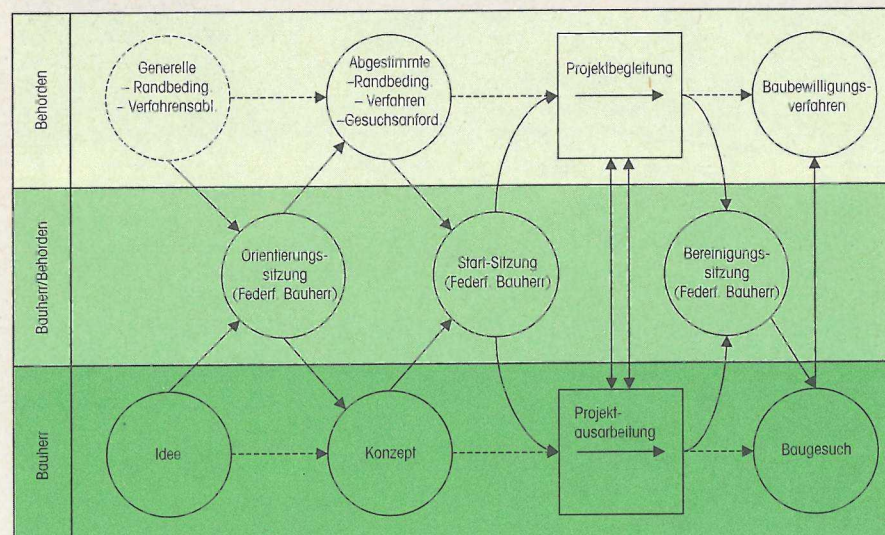 Behörden
Generelle
– Randbeding.
– Verfahrensabl.
Abgestimmte
–Randbeding.
– Verfahren
–Gesuchsanford.
Projektbegleitung
Baubewilligungs-
verfahren
Bauherr/Behörden
Orientierungs-
sitzung
(Federf. Bauherr)
Start-Sitzung
(Federf. Bauherr)
Bereinigungs-
sitzung
(Federf. Bauherr)
Bauherr
Idee
Konzept
Projekt-
ausarbeitung
Baugesuch